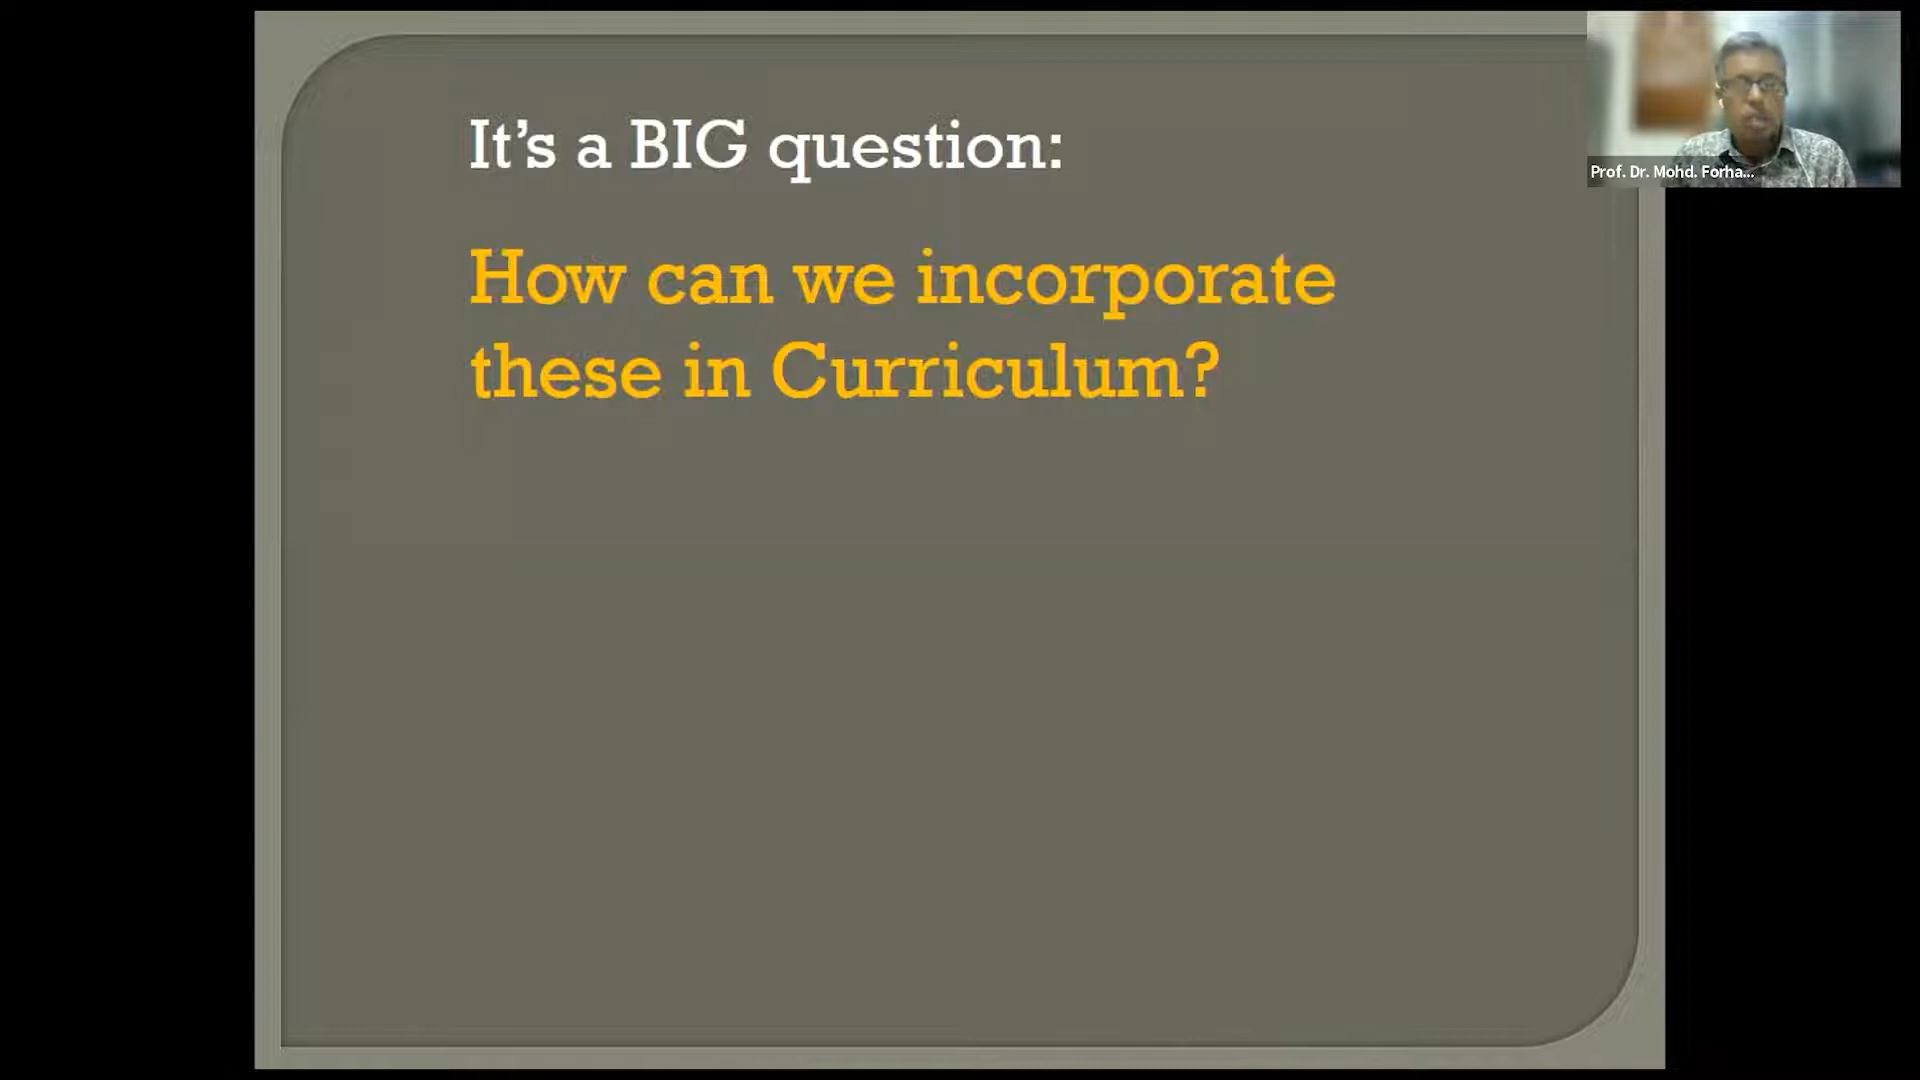 It’s a BIG question:
How can we incorporate
these in Curriculum?
Prof. Dr. Mohd. Forha...